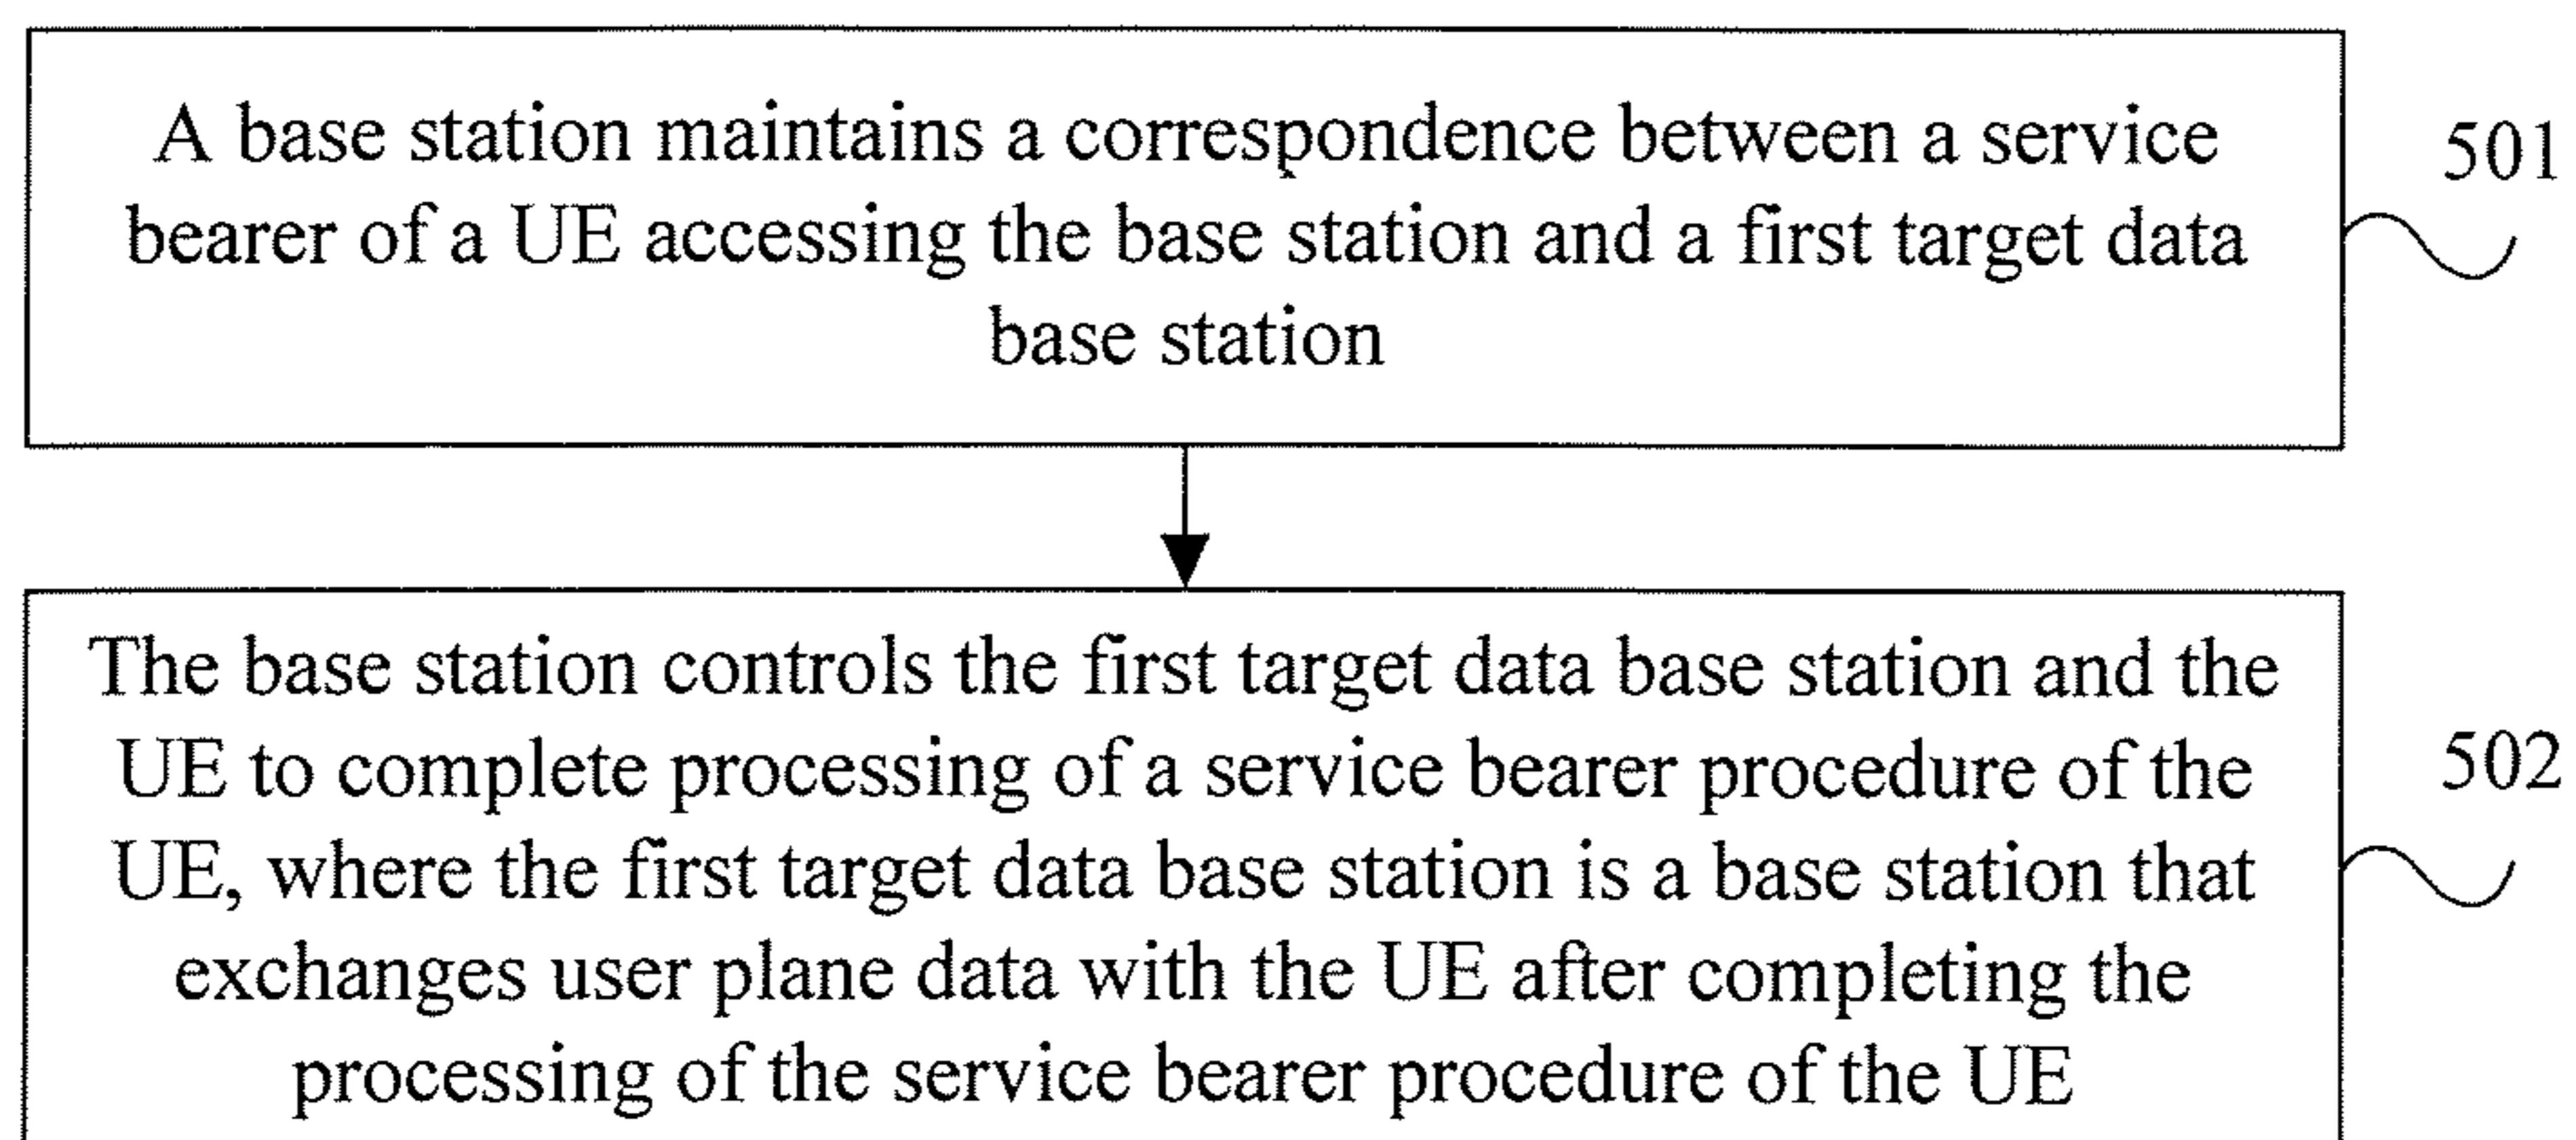 A base station maintains a correspondence between a service
bearer of a UE accessing the base station and a first target data
base station
501
The base station controls the first target data base station and the
UE to complete processing of a service bearer procedure of the
UE, where the first target data base station is a base station that
exchanges user plane data with the UE after completing the
processing of the service bearer procedure of the UE
502